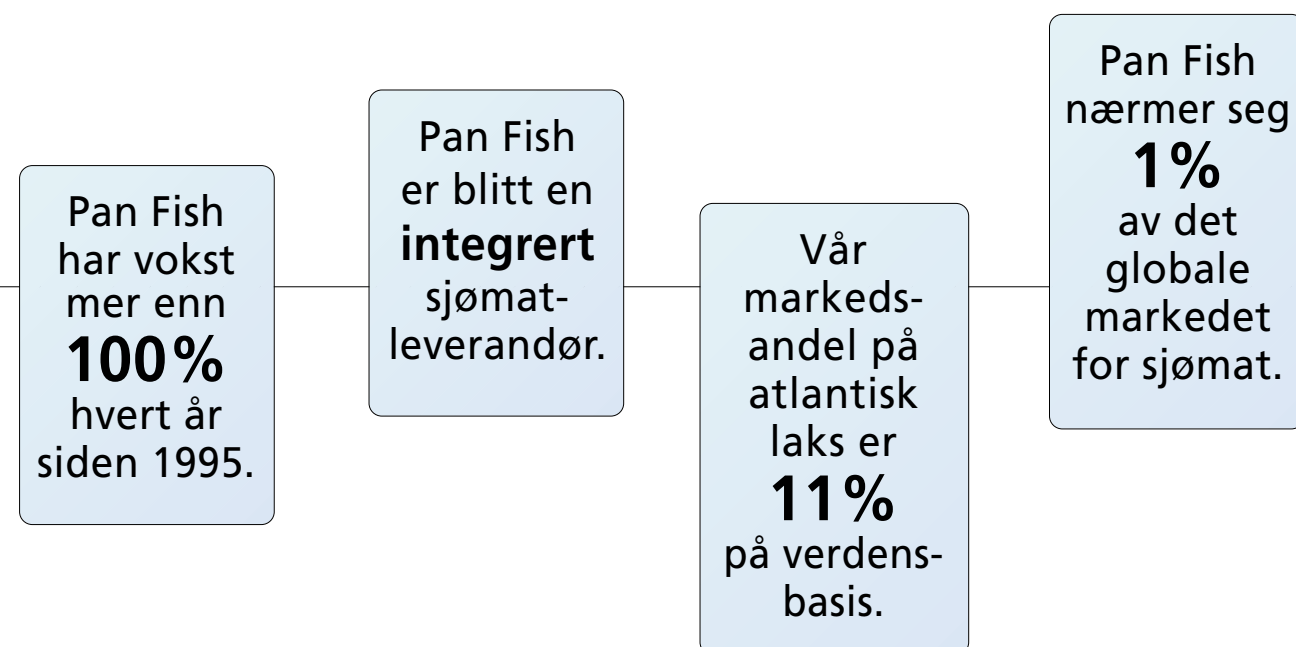 Pan Fish
har vokst
mer enn
100%
hvert år
siden 1995.
Pan Fish
er blitt en
integrert
sjømat-
leverandør.
Vår
markeds-
andel på
atlantisk
laks er
11%
på verdens-
basis.
Pan Fish
nærmer seg
1%
av det
globale
markedet
for sjømat.